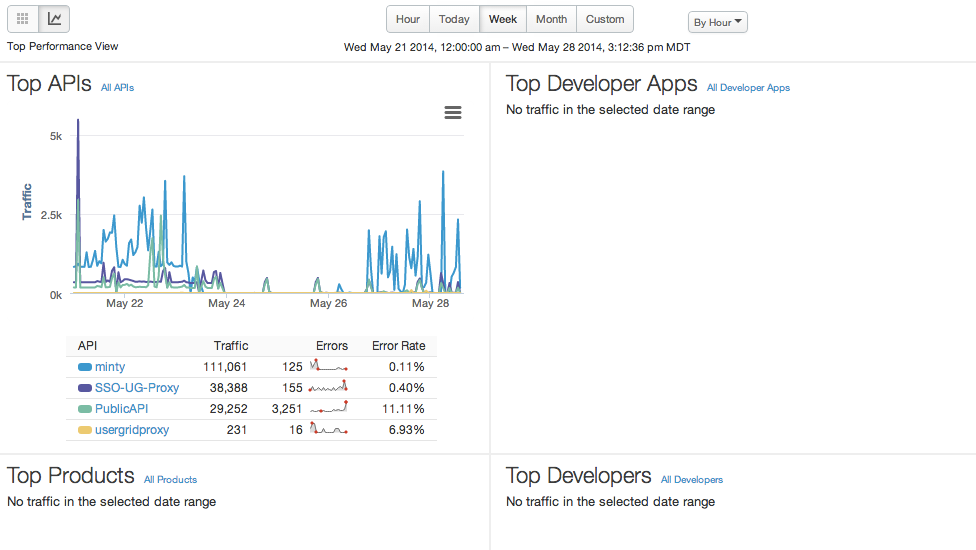 Hour Today Week Month Custom By Hour
Top Performance View
Wed May 21 2014, 12:00:00 am – Wed May 28 2014, 3:12:36 pm MDT
Top APIs All APIs
5k
2.5k
0k
Traffic
May 22 May 24 May 26 May 28
API Traffic Errors Error Rate
minty 111,061 125 0.11%
SSO-UG-Proxy 38,388 155 0.40%
PublicAPI 29,252 3,251 11.11%
usergridproxy 231 16 6.93%
Top Developer Apps All Developer Apps
No traffic in the selected date range
Top Products All Products
No traffic in the selected date range
Top Developers All Developers
No traffic in the selected date range